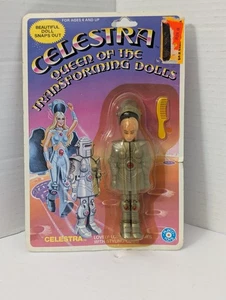 FOR AGES 4 AND UP
BEAUTIFUL
DOLL
SNAPS OUT
CELESTRA
QUEEN OF THE
TRANSFORMING DOLLS
CELESTRA